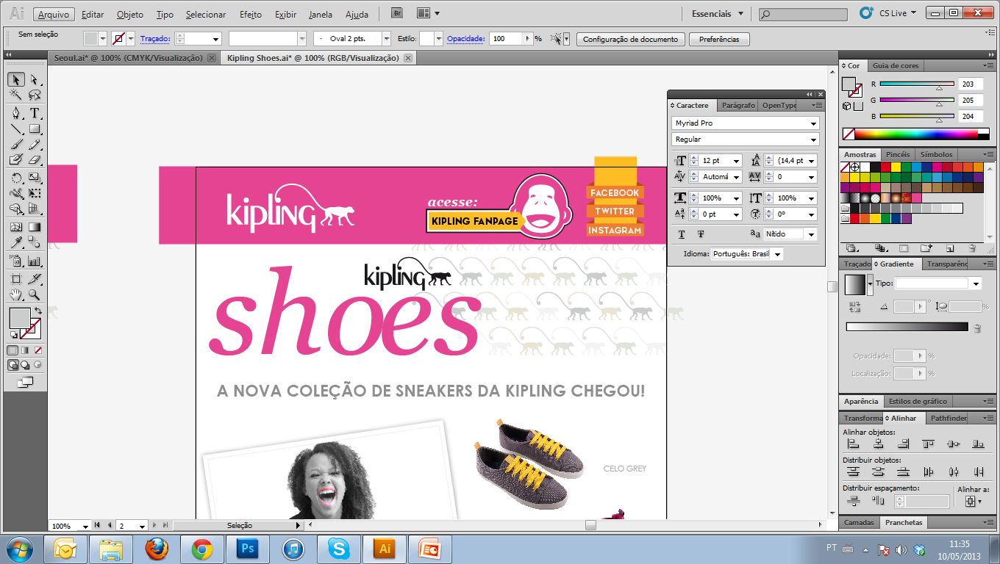 Ai Arquivo Editar Objeto Tipo Selecionar Efeito Exibir Janela Ajuda Br Essenciais CS Live
Sem seleção Traçado: Oval 2 pts. Estilo: Opacidade: 100 % Configuração de documento Preferências
Seoul.ai* @ 100% (CMYK/Visualização) Kipling Shoes.ai* @ 100% (RGB/Visualização)
Cor Guia de cores
R 203
G 205
B 204
Caractere Parágrafo OpenType
Myriad Pro
Regular
12 pt (14,4 pt
Automá 0
100% 100%
0 pt 0°
T T aa Nítido
Idioma: Português: Brasil
Amostras Pincéis Símbolos
kipling
acesse:
KIPLING FANPAGE
FACEBOOK
TWITTER
INSTAGRAM
kipling
shoes
A NOVA COLEÇÃO DE SNEAKERS DA KIPLING CHEGOU!
CELO GREY
Traçado Gradiente Transparênc
Tipo:
°
%
Opacidade: %
Localização: %
Aparência Estilos de gráfico
Transforma Alinhar Pathfinder
Alinhar objetos:
Distribuir objetos:
Distribuir espaçamento: Alinhar a:
Camadas Pranchetas
100% 2 Seleção
Ps S Ai
PT 11:35
10/05/2013